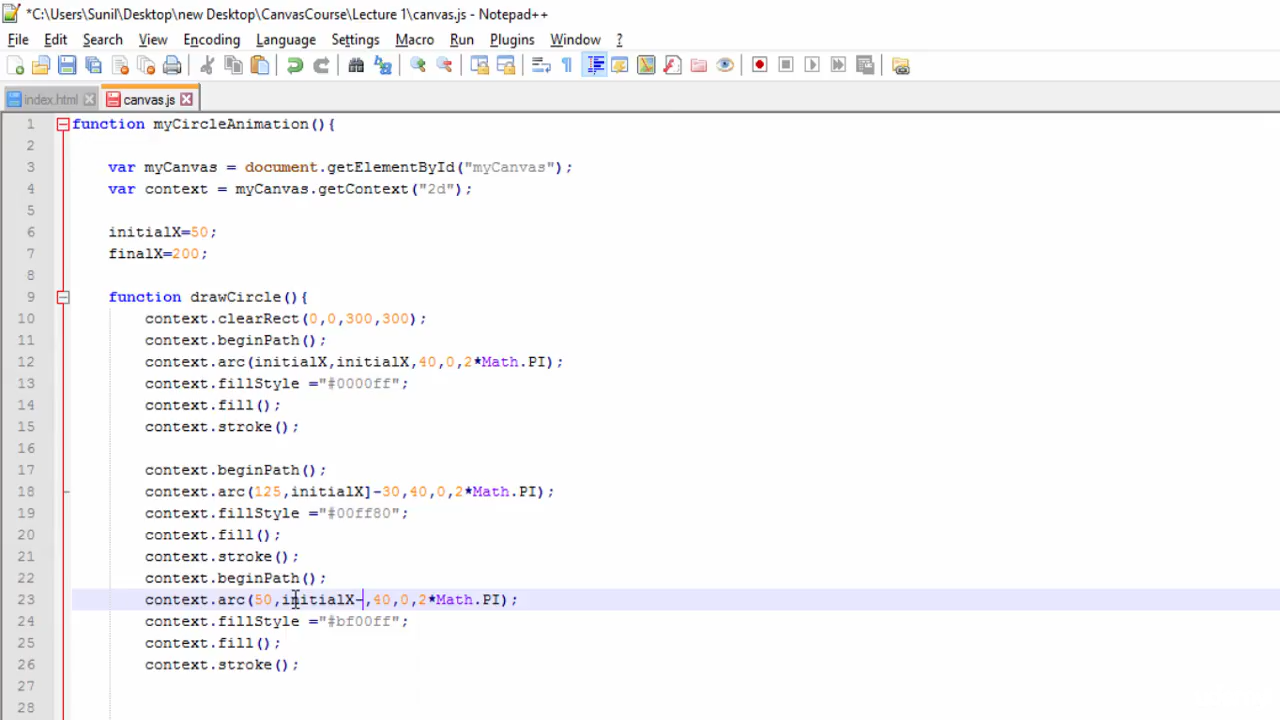 *C:\Users\Sunil\Desktop\new Desktop\CanvasCourse\Lecture 1\canvas.js - Notepad++
File Edit Search View Encoding Language Settings Macro Run Plugins Window ?
index.html canvas.js
1 function myCircleAnimation(){
2
3 var myCanvas = document.getElementById("myCanvas");
4 var context = myCanvas.getContext("2d");
5
6 initialX=50;
7 finalX=200;
8
9 function drawCircle(){
10 context.clearRect(0,0,300,300);
11 context.beginPath();
12 context.arc(initialX,initialX,40,0,2*Math.PI);
13 context.fillStyle ="#0000ff";
14 context.fill();
15 context.stroke();
16
17 context.beginPath();
18 context.arc(125,initialX]-30,40,0,2*Math.PI);
19 context.fillStyle ="#00ff80";
20 context.fill();
21 context.stroke();
22 context.beginPath();
23 context.arc(50,initialX-,40,0,2*Math.PI);
24 context.fillStyle ="#bf00ff";
25 context.fill();
26 context.stroke();
27
28